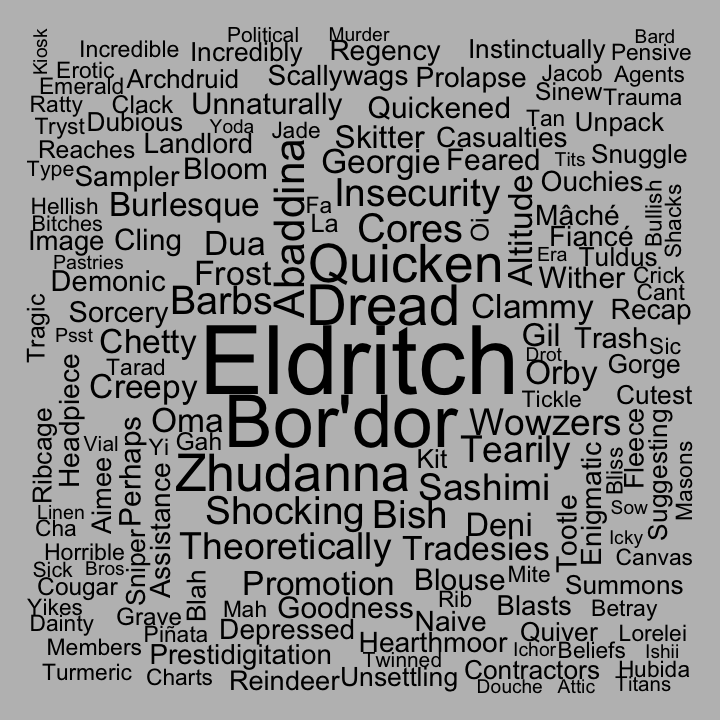 Political
Murder
Kiosk
Incredible
Incredibly
Regency
Instinctually
Bard
Pensive
Erotic
Emerald
Archdruid
Scallywags
Prolapse
Jacob
Agents
Sinew
Trauma
Ratty
Clack
Unnaturally
Quickened
Tryst
Dubious
Yoda
Jade
Skitter
Casualties
Tan
Unpack
Reaches
Landlord
Georgie
Feared
Tits
Snuggle
Type
Sampler
Bloom
Abaddina
Insecurity
Altitude
Ouchies
Bullish
Shacks
Hellish
Burlesque
Fa
Bitches
La
Cores
Oi
Mâché
Image
Cling
Dua
Fiancé
Pastries
Quicken
Era
Tuldus
Demonic
Frost
Wither
Crick
Cant
Sorcery
Barbs
Dread
Clammy
Recap
Tragic
Psst
Chetty
Eldritch
Gil
Trash
Sic
Drot
Tarad
Orby
Gorge
Creepy
Tickle
Cutest
Headpiece
Ribcage
Oma
Bor'dor
Wowzers
Fleece
Suggesting
Vial
Perhaps
Yi
Gah
Kit
Tearily
Enigmatic
Bliss
Masons
Aimee
Assistance
Zhudanna
Sashimi
Linen
Cha
Shocking
Bish
Deni
Tootle
Sow
Icky
Horrible
Theoretically
Tradesies
Canvas
Sick
Bros
Sniper
Cougar
Blah
Promotion
Blouse
Mite
Summons
Yikes
Dainty
Grave
Mah
Goodness
Rib
Blasts
Betray
Piñata
Depressed
Naive
Quiver
Lorelei
Members
Prestidigitation
Hearthmoor
Ichor
Beliefs
Ishii
Twinned
Turmeric
Charts
Reindeer
Unsettling
Contractors
Hubida
Douche
Attic
Titans